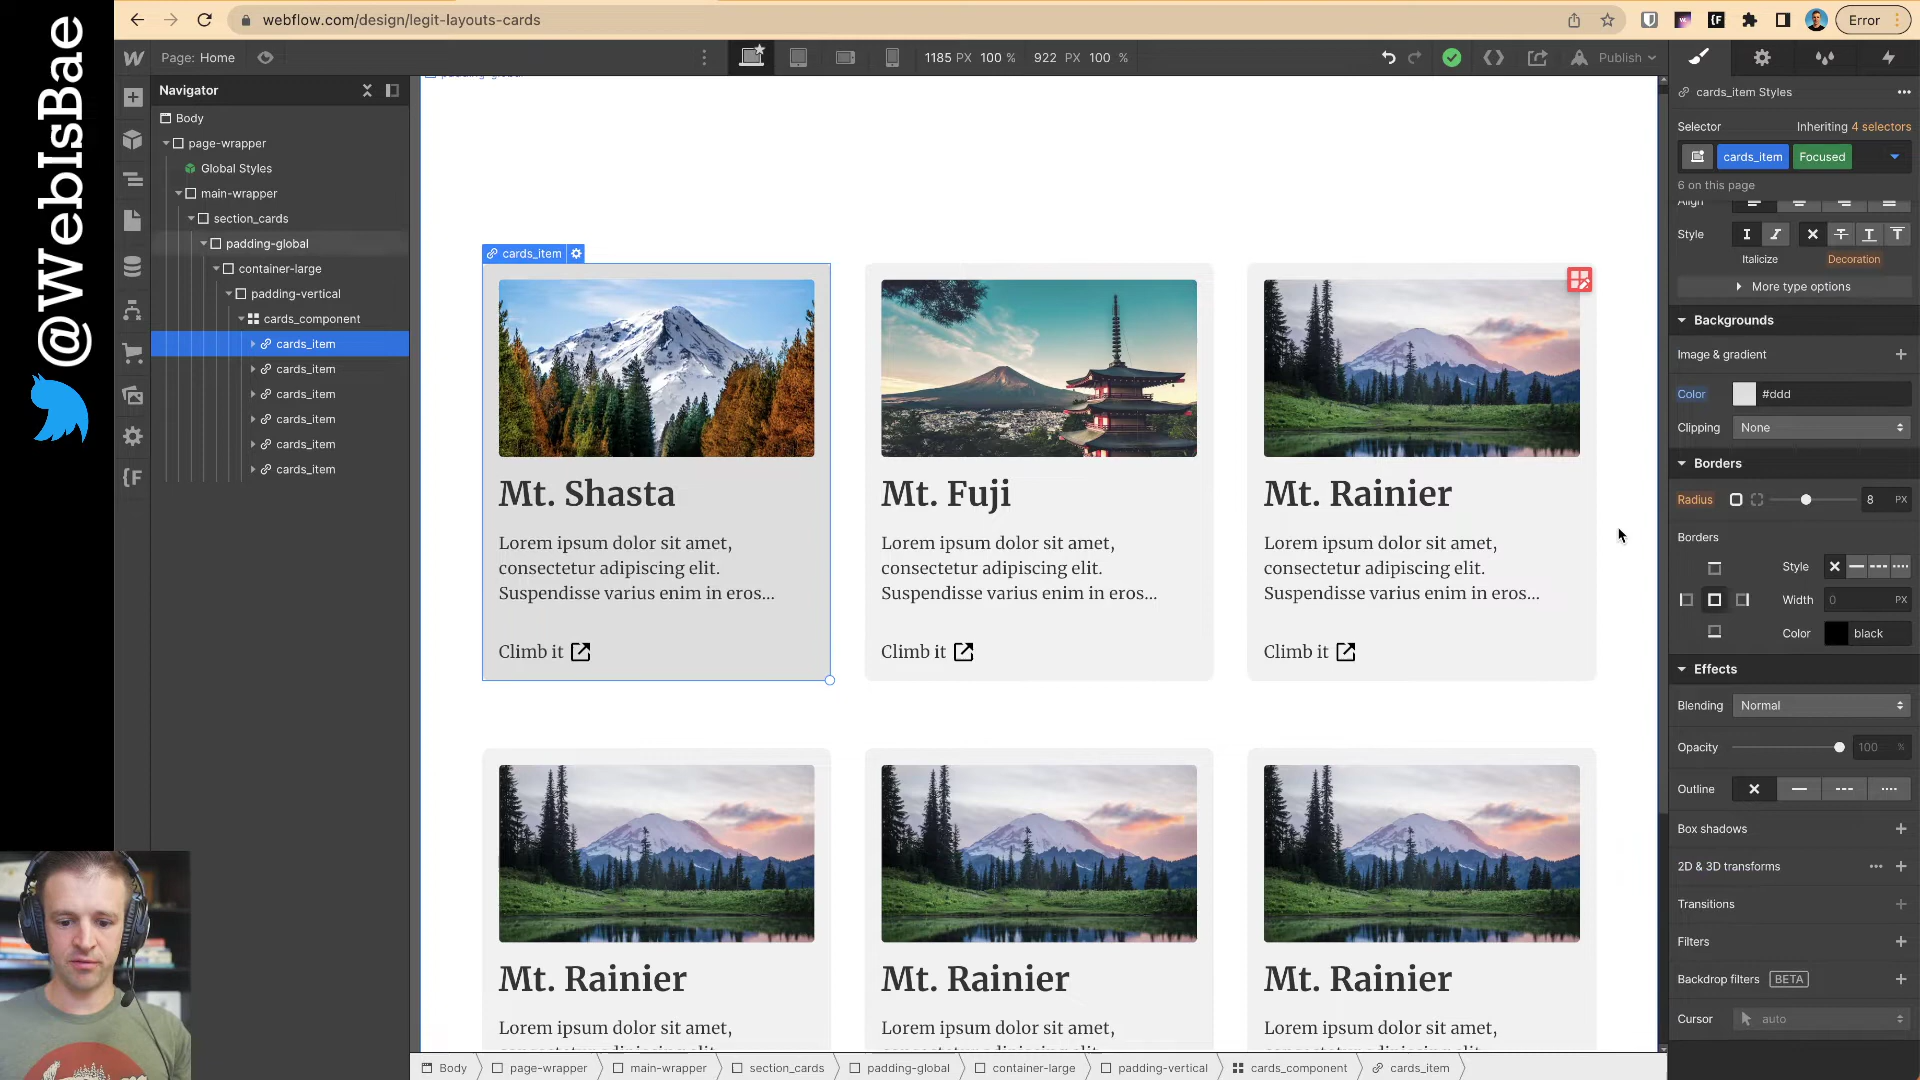 webflow.com/design/legit-layouts-cards
Error
@WebIsBae
Page: Home
1185 PX 100 %
922 PX 100 %
Publish
Navigator
Body
page-wrapper
Global Styles
main-wrapper
section_cards
padding-global
container-large
padding-vertical
cards_component
cards_item
cards_item
cards_item
cards_item
cards_item
cards_item
cards_item
Mt. Shasta
Lorem ipsum dolor sit amet,
consectetur adipiscing elit.
Suspendisse varius enim in eros...
Climb it
Mt. Fuji
Lorem ipsum dolor sit amet,
consectetur adipiscing elit.
Suspendisse varius enim in eros...
Climb it
Mt. Rainier
Lorem ipsum dolor sit amet,
consectetur adipiscing elit.
Suspendisse varius enim in eros...
Climb it
Mt. Rainier
Lorem ipsum dolor sit amet,
Mt. Rainier
Lorem ipsum dolor sit amet,
Mt. Rainier
Lorem ipsum dolor sit amet,
cards_item Styles
Selector
Inheriting 4 selectors
cards_item
Focused
6 on this page
Align
Style
Italicize
Decoration
More type options
Backgrounds
Image & gradient
Color
#ddd
Clipping
None
Borders
Radius
8 PX
Borders
Style
Width
0 PX
Color
black
Effects
Blending
Normal
Opacity
100 %
Outline
Box shadows
2D & 3D transforms
Transitions
Filters
Backdrop filters BETA
Cursor
auto
Body
page-wrapper
main-wrapper
section_cards
padding-global
container-large
padding-vertical
cards_component
cards_item